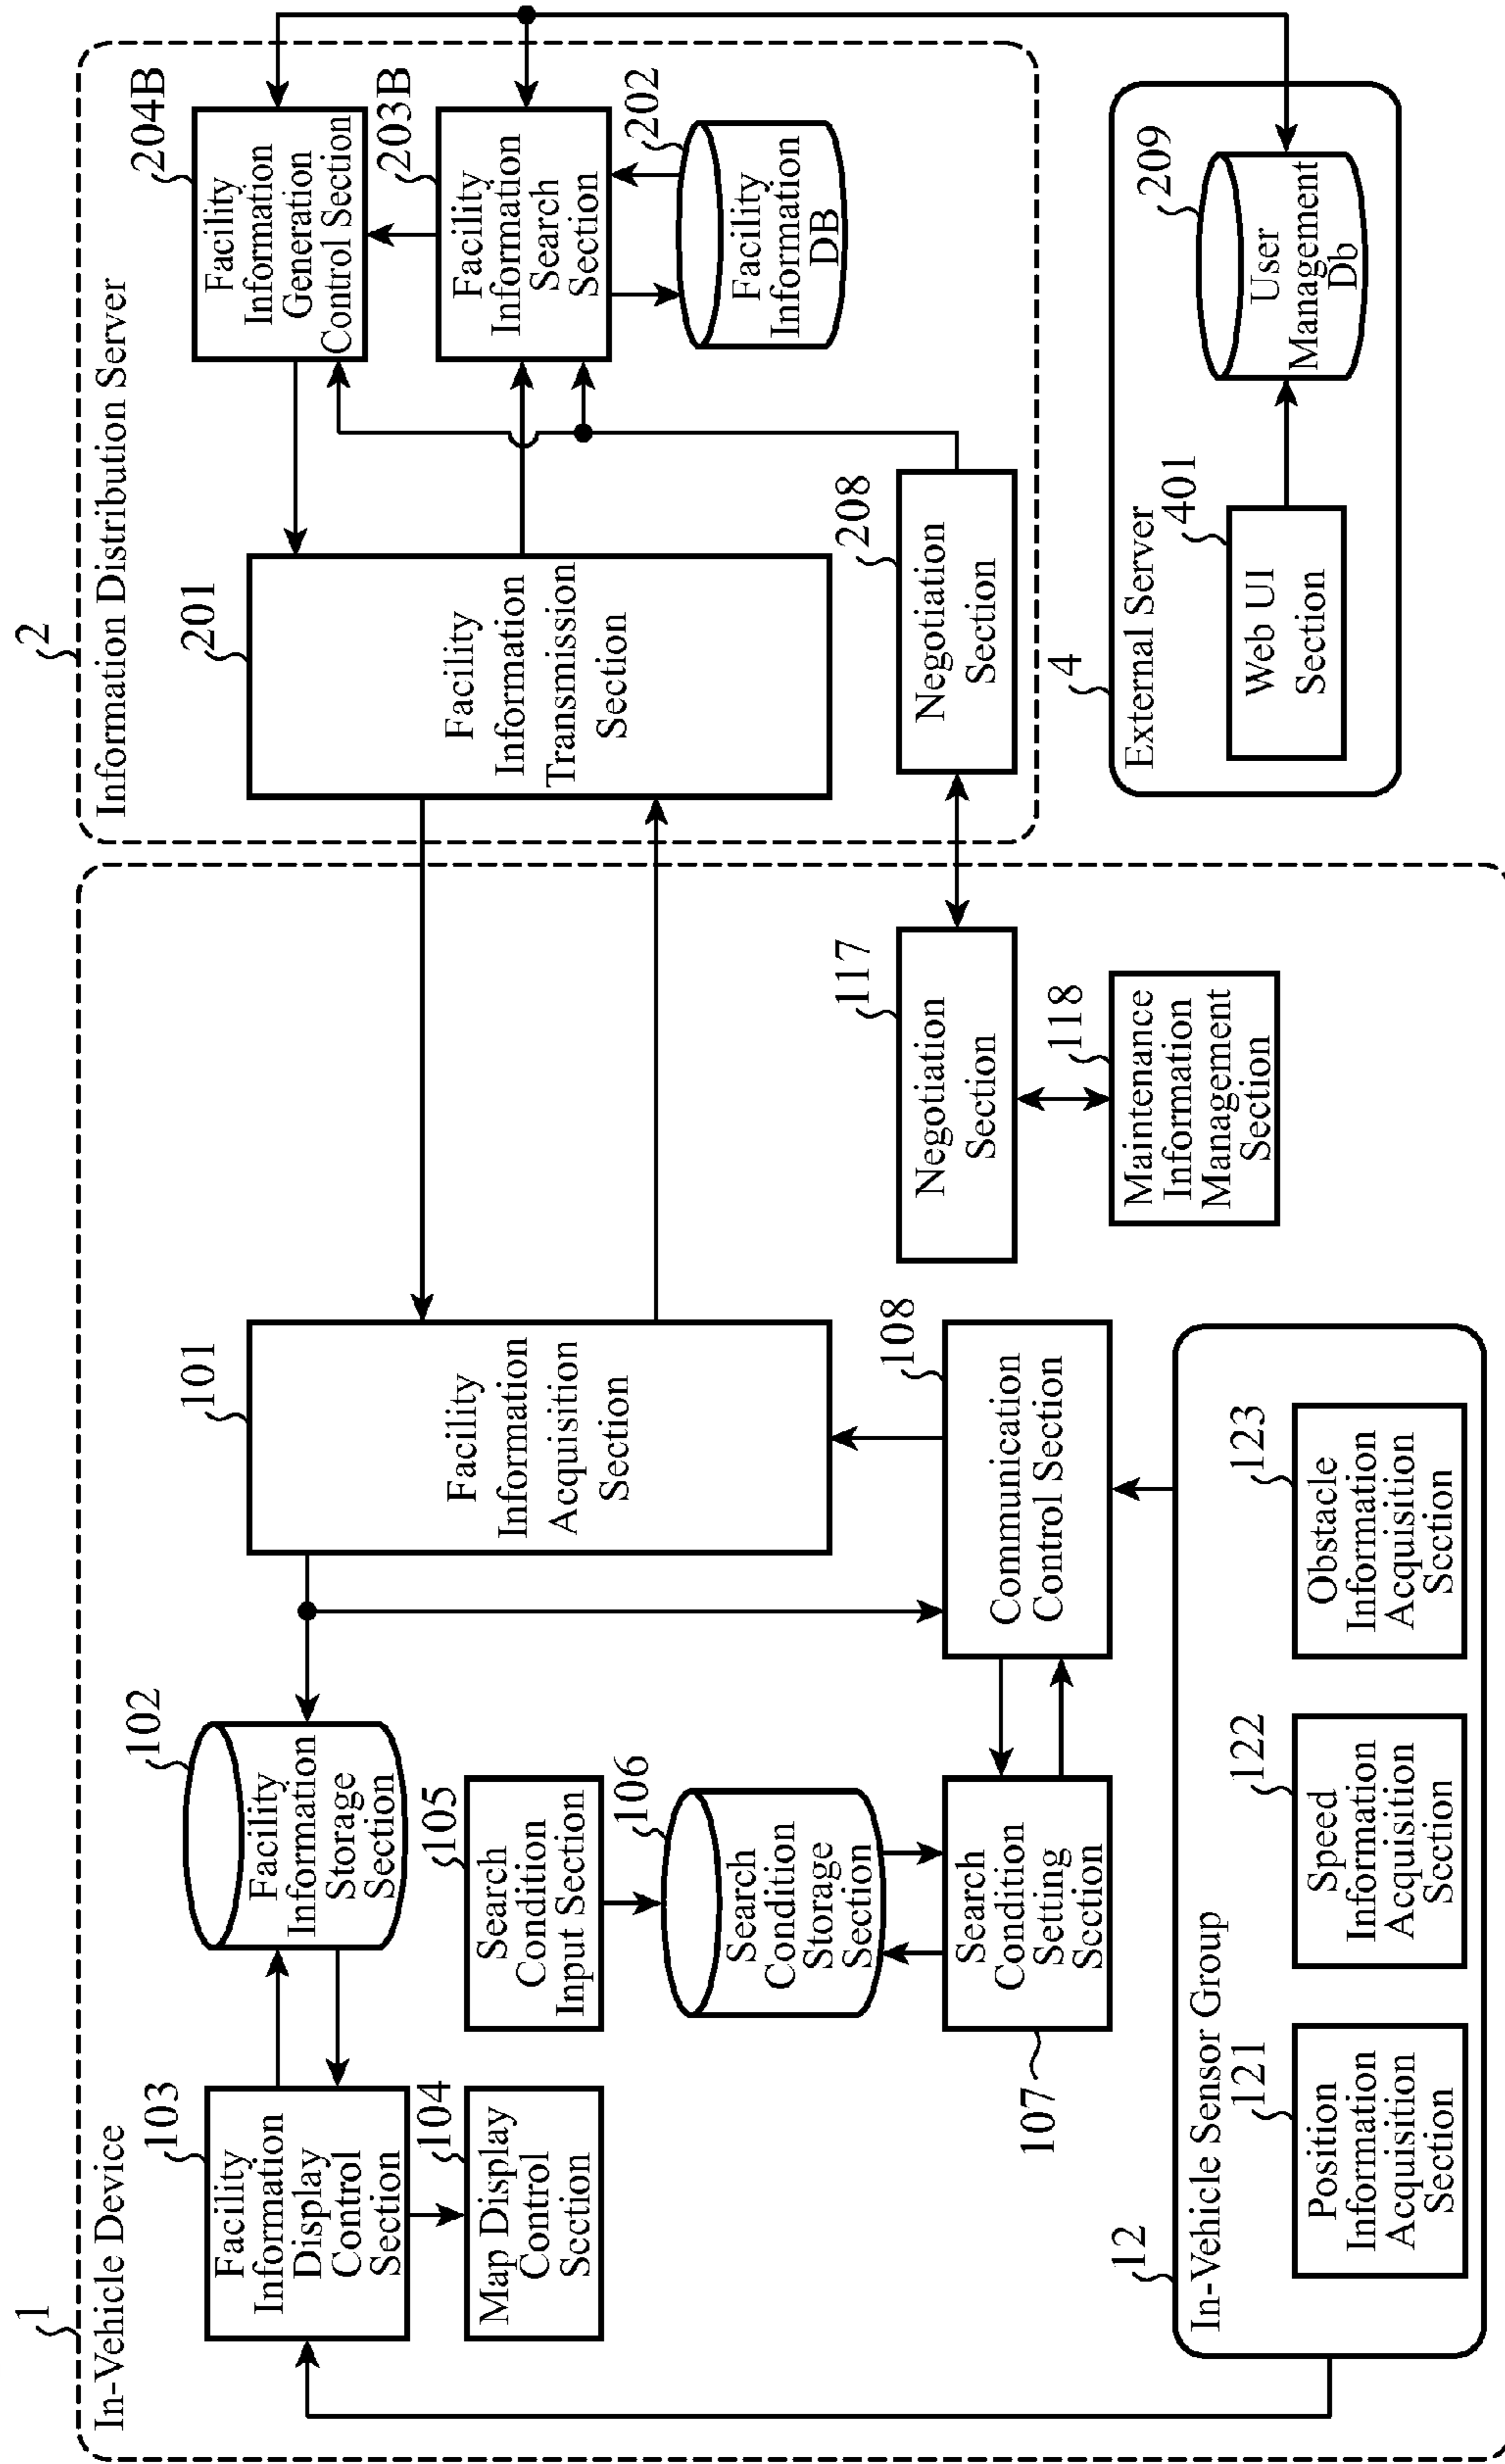 1
In-Vehicle Device
103
Facility
Information
Display
Control
Section
104
Map Display
Control
Section
102
Facility
Information
Storage
Section
105
Search
Condition
Input Section
106
Search
Condition
Storage
Section
Search
Condition
Setting
Section
107
101
Facility
Information
Acquisition
Section
108
Communication
Control Section
117
Negotiation
Section
118
Maintenance
Information
Management
Section
12
In-Vehicle Sensor Group
121
Position
Information
Acquisition
Section
122
Speed
Information
Acquisition
Section
123
Obstacle
Information
Acquisition
Section
2
Information Distribution Server
201
Facility
Information
Transmission
Section
204B
Facility
Information
Generation
Control Section
203B
Facility
Information
Search
Section
202
Facility
Information
DB
208
Negotiation
Section
4
External Server
401
Web UI
Section
209
User
Management
Db